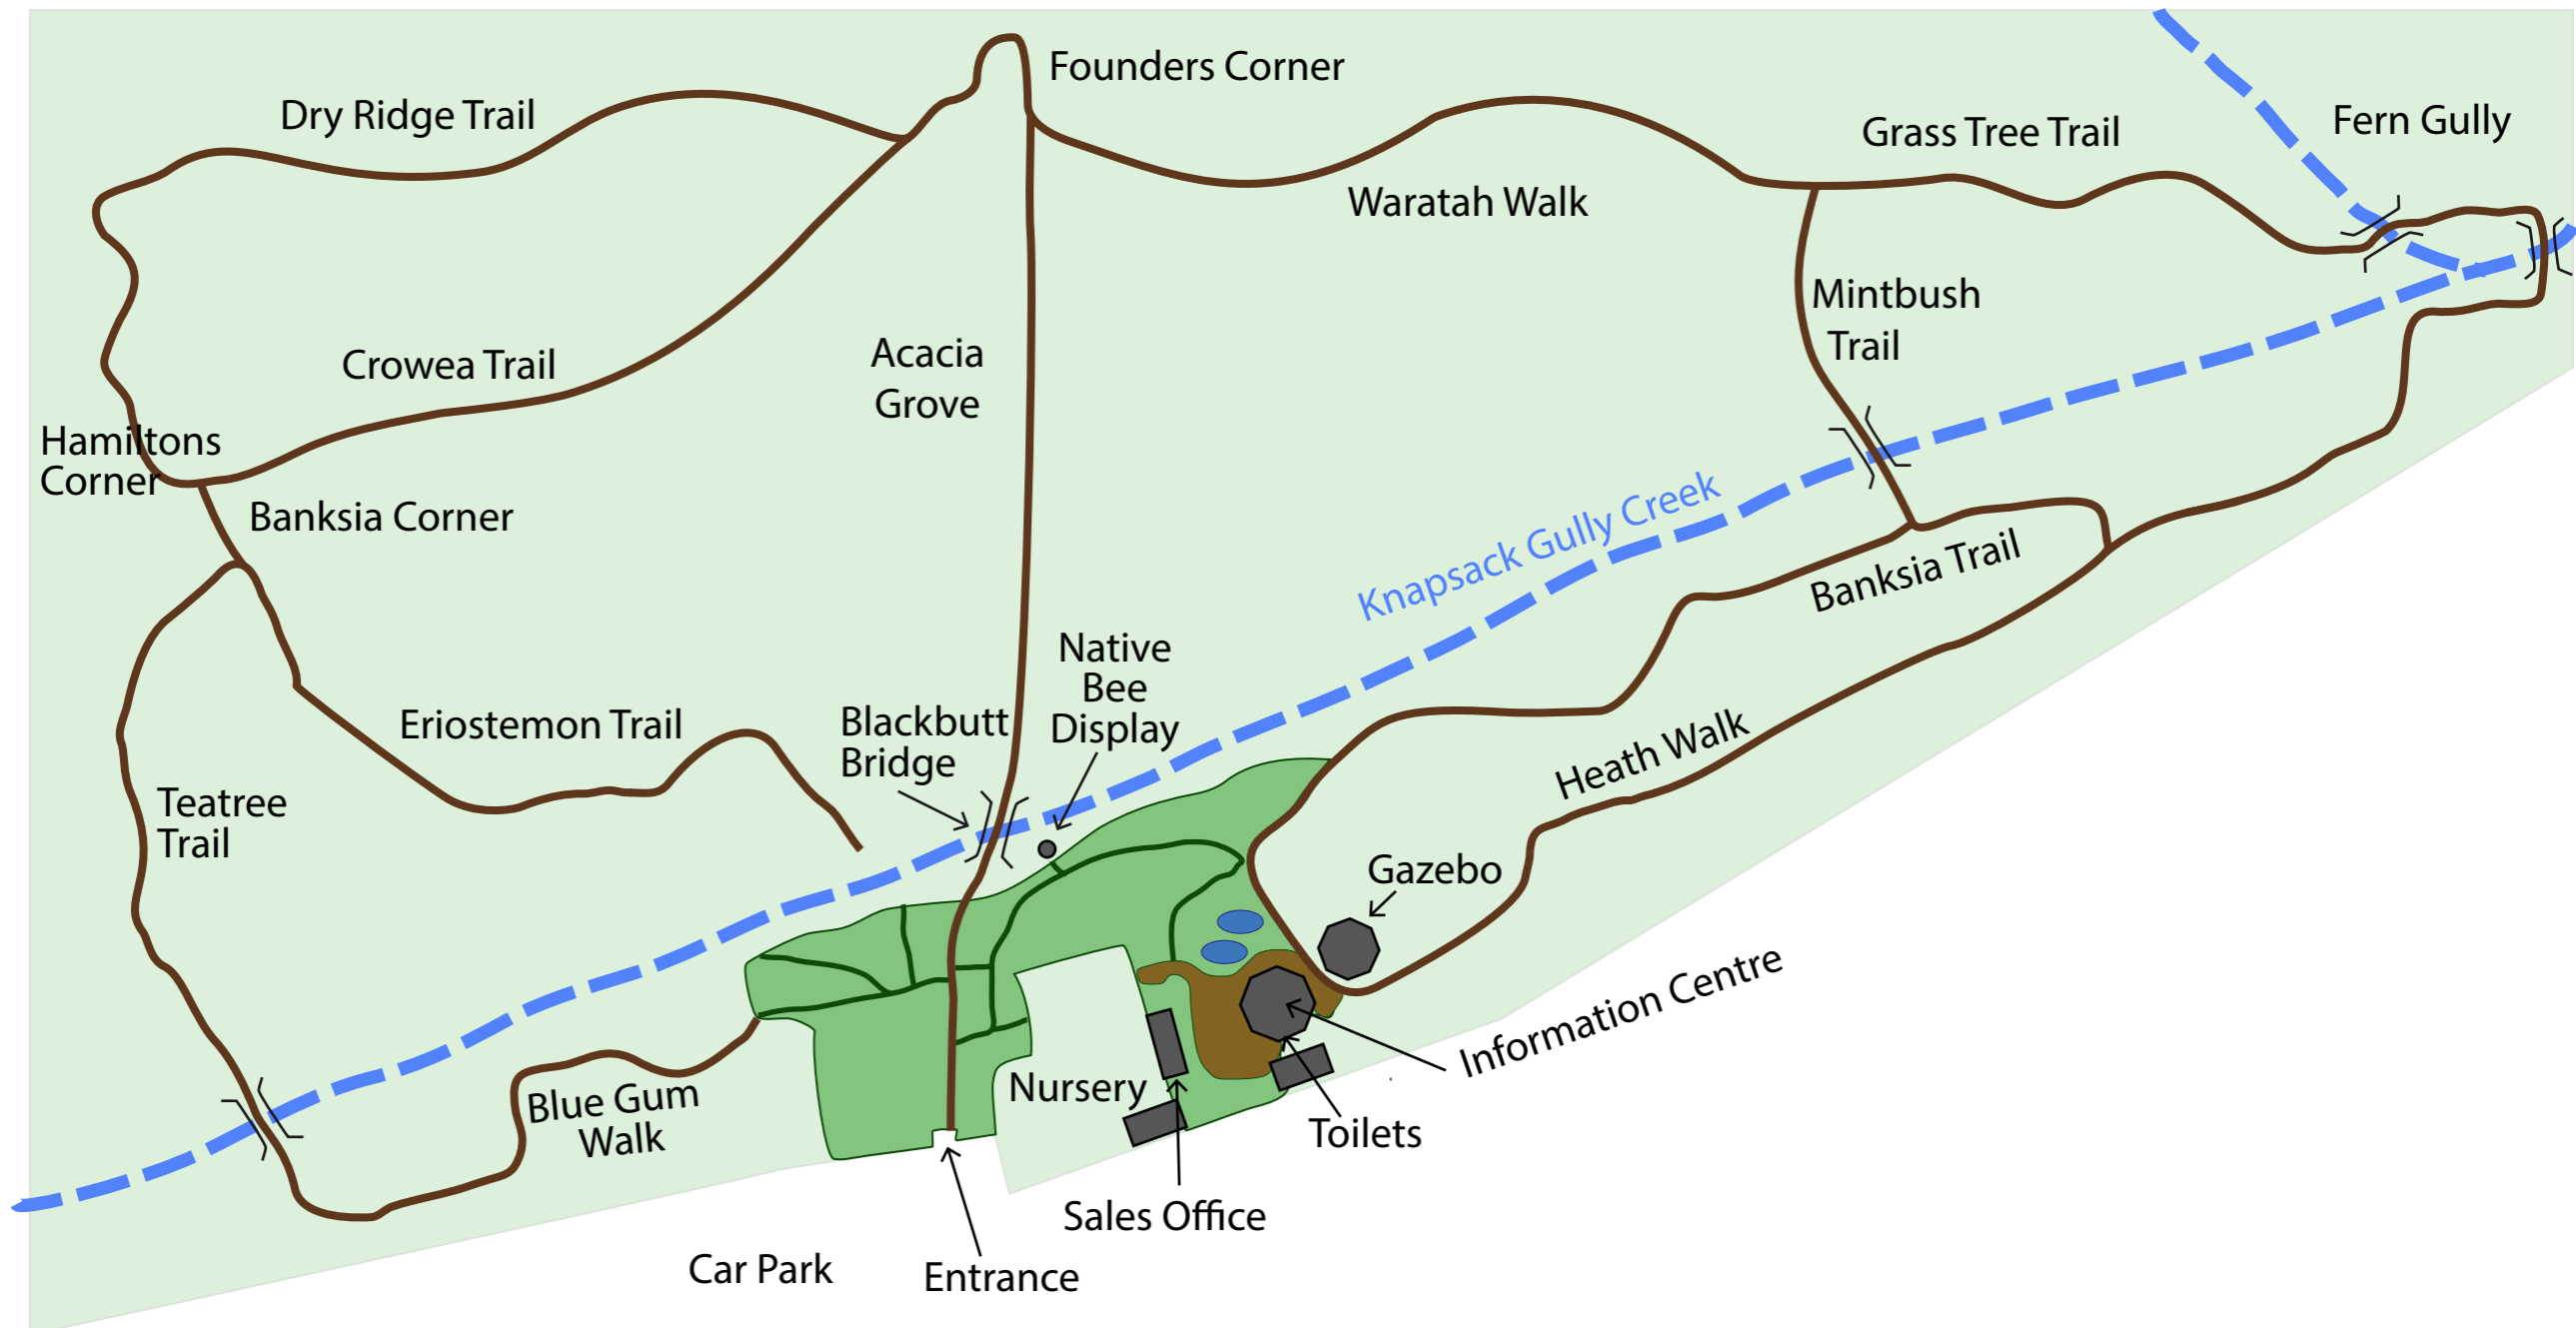 Founders Corner
Dry Ridge Trail
Fern Gully
Grass Tree Trail
Waratah Walk
Mintbush
Trail
Acacia
Grove
Crowea Trail
Hamiltons
Corner
Banksia Corner
Knapsack Gully Creek
Banksia Trail
Native
Bee
Display
Blackbutt
Bridge
Eriostemon Trail
Heath Walk
Teatree
Trail
Gazebo
Information Centre
Blue Gum
Walk
Nursery
Toilets
Sales Office
Car Park
Entrance